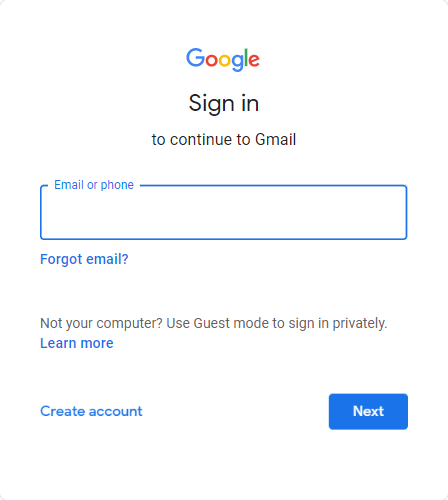 Google
Sign in
to continue to Gmail
Email or phone
Forgot email?
Not your computer? Use Guest mode to sign in privately.
Learn more
Create account
Next